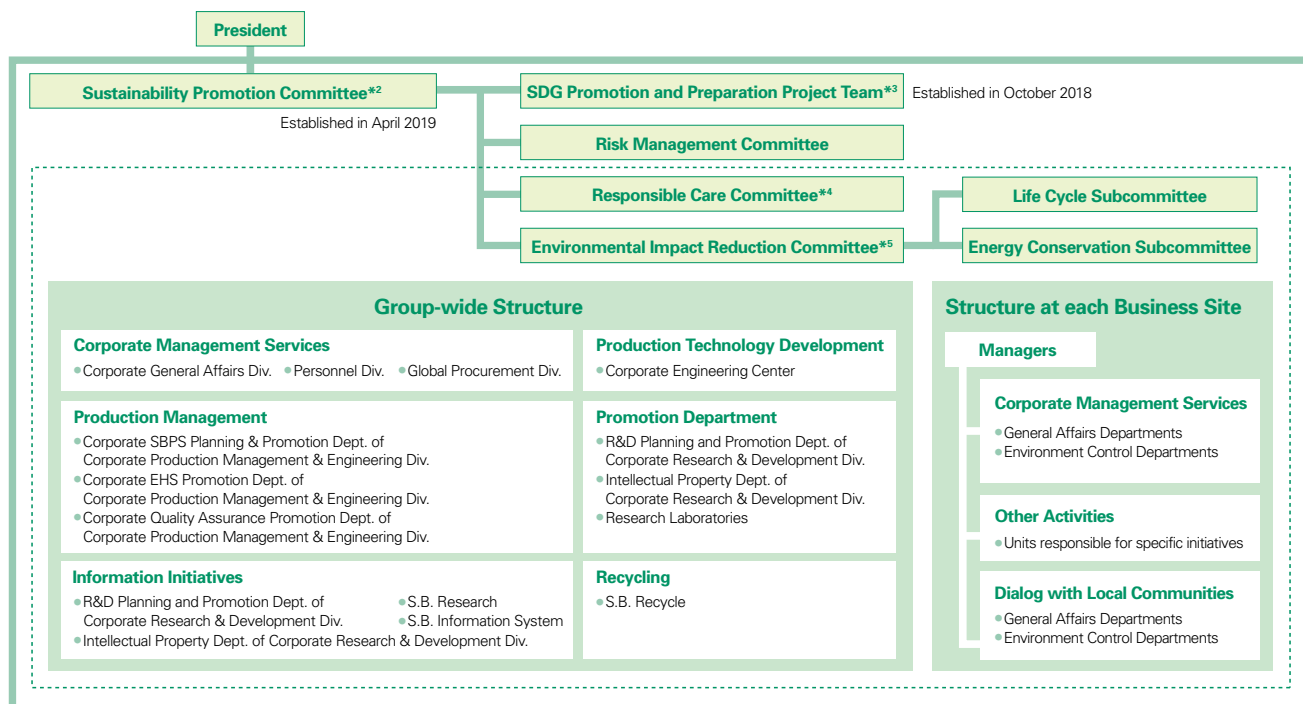 President
Sustainability Promotion Committee*2
Established in April 2019
SDG Promotion and Preparation Project Team*3
Established in October 2018
Risk Management Committee
Responsible Care Committee*4
Environmental Impact Reduction Committee*5
Life Cycle Subcommittee
Energy Conservation Subcommittee
Group-wide Structure
Corporate Management Services
●Corporate General Affairs Div. ●Personnel Div. ●Global Procurement Div.
Production Technology Development
●Corporate Engineering Center
Production Management
●Corporate SBPS Planning & Promotion Dept. of
Corporate Production Management & Engineering Div.
●Corporate EHS Promotion Dept. of
Corporate Production Management & Engineering Div.
●Corporate Quality Assurance Promotion Dept. of
Corporate Production Management & Engineering Div.
Promotion Department
●R&D Planning and Promotion Dept. of
Corporate Research & Development Div.
●Intellectual Property Dept. of
Corporate Research & Development Div.
●Research Laboratories
Information Initiatives
●R&D Planning and Promotion Dept. of
Corporate Research & Development Div.
●S.B. Research
●S.B. Information System
●Intellectual Property Dept. of Corporate Research & Development Div.
Recycling
●S.B. Recycle
Structure at each Business Site
Managers
Corporate Management Services
●General Affairs Departments
●Environment Control Departments
Other Activities
●Units responsible for specific initiatives
Dialog with Local Communities
●General Affairs Departments
●Environment Control Departments